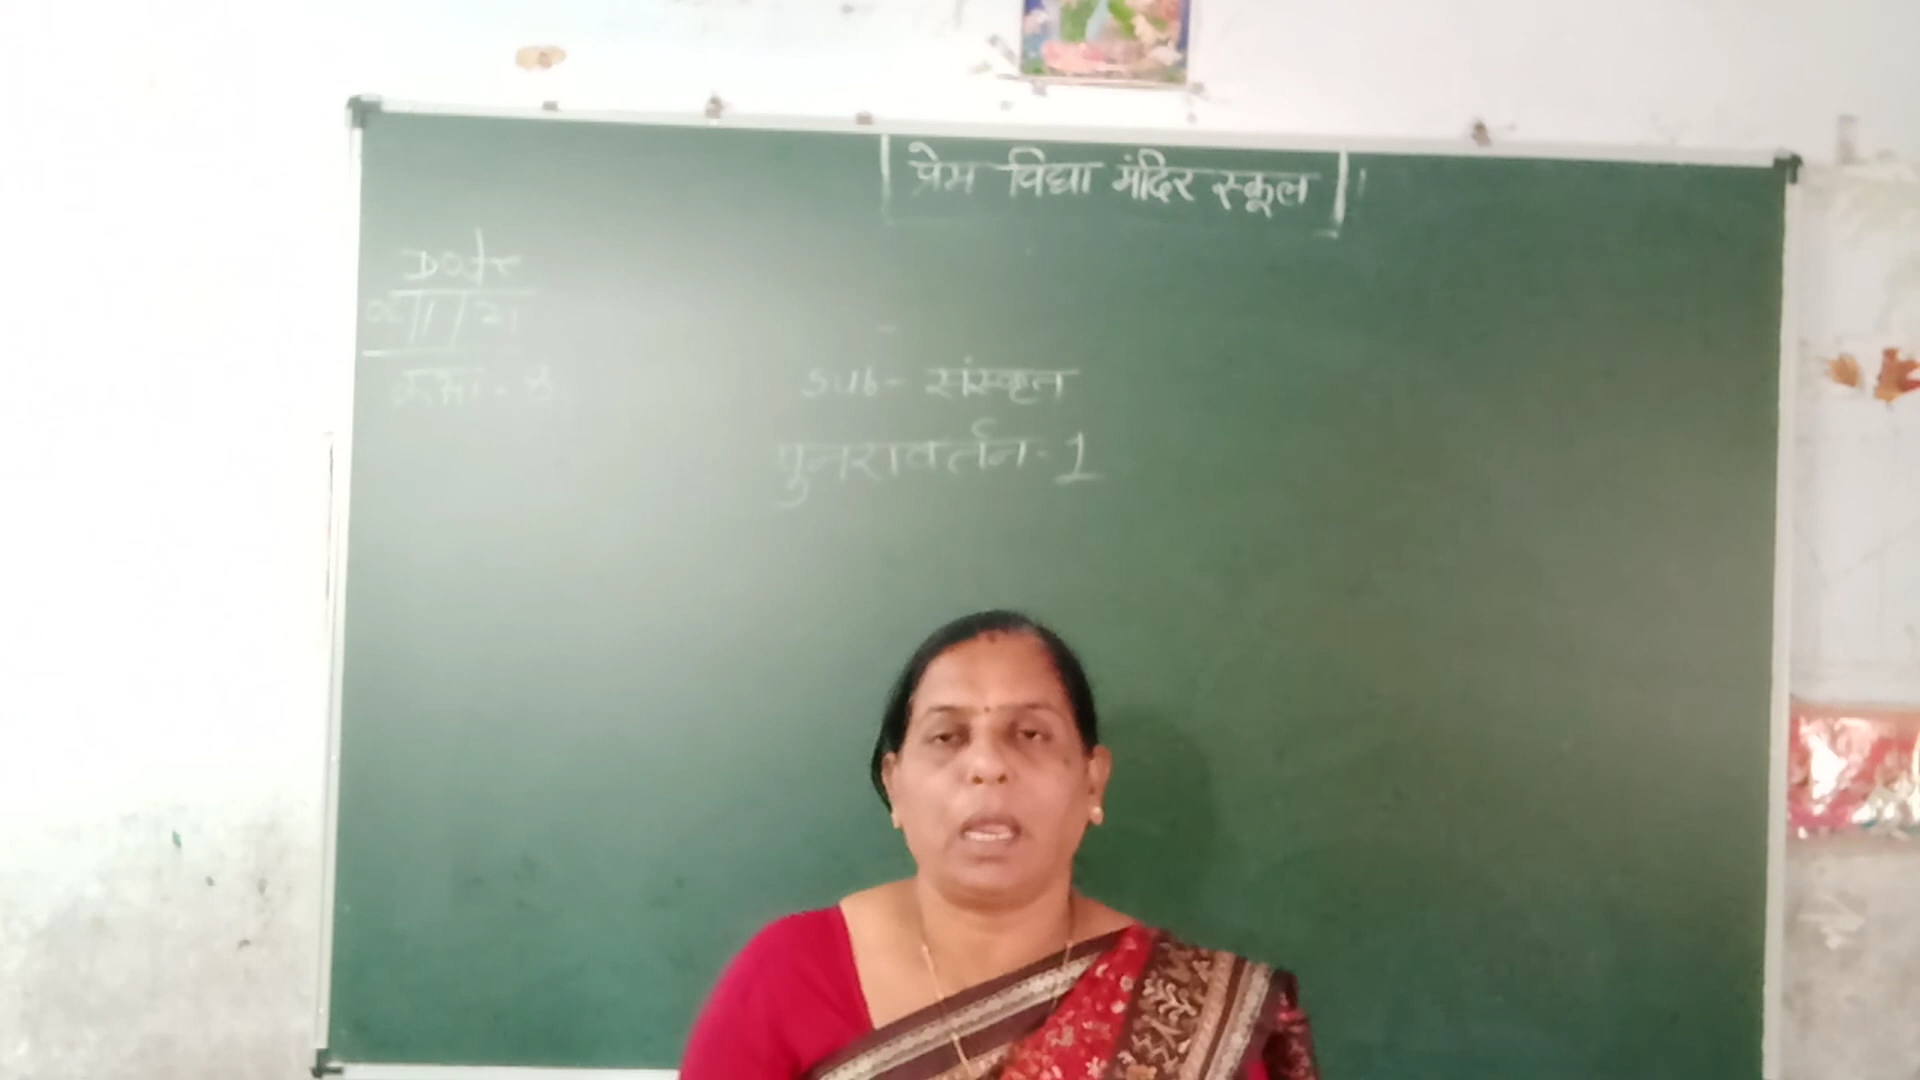 प्रेम विद्या मंदिर स्कूल
Date
Sub- संस्कृत
पुनरावर्तन-1